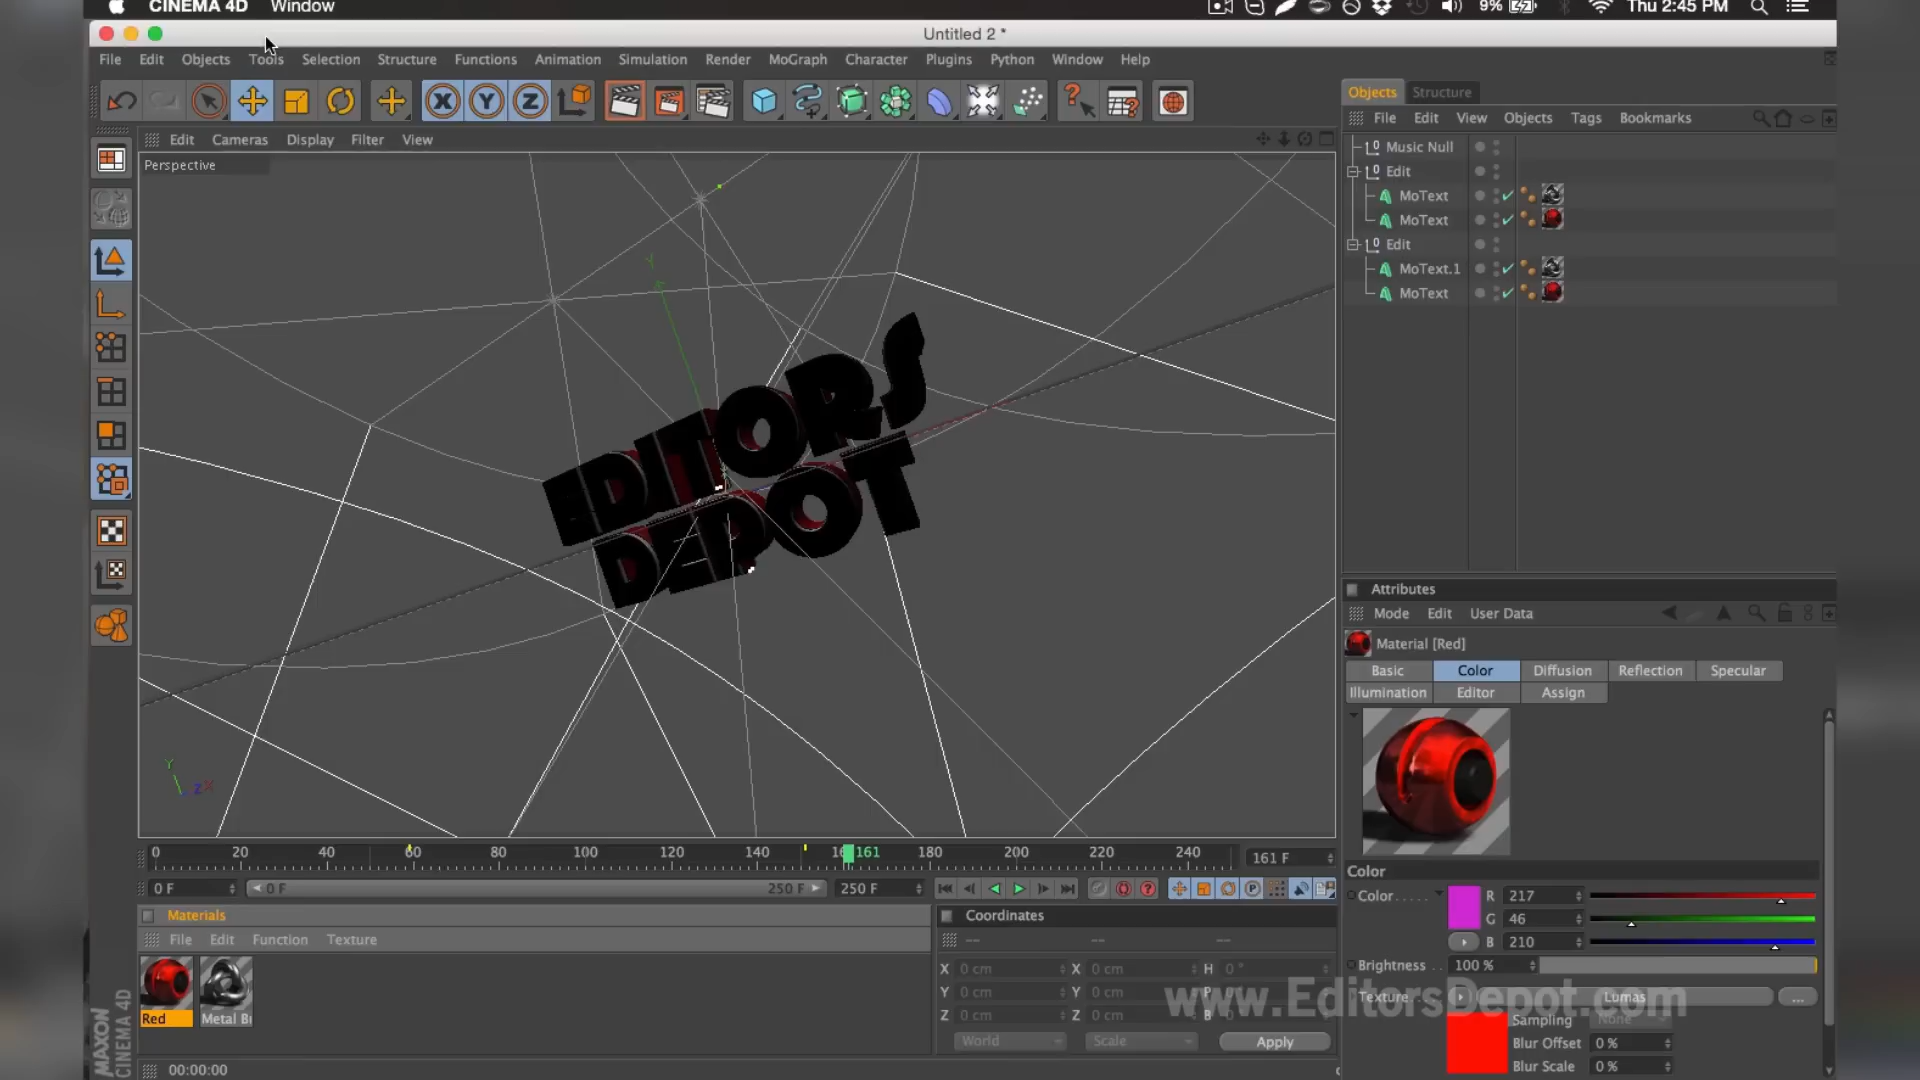 CINEMA 4D Window
9% Thu 2:45 PM
Untitled 2 *
File Edit Objects Tools Selection Structure Functions Animation Simulation Render MoGraph Character Plugins Python Window Help
X Y Z
Objects Structure
File Edit View Objects Tags Bookmarks
Edit Cameras Display Filter View
Perspective
Music Null
Edit
MoText
MoText
Edit
MoText.1
MoText
EDITORS
DEPOT
Attributes
Mode Edit User Data
Material [Red]
Basic Color Diffusion Reflection Specular
Illumination Editor Assign
0 20 40 60 80 100 120 140 161 180 200 220 240 161 F
0 F 0 F 250 F 250 F
Color
Color R 217
G 46
B 210
Brightness 100 %
Texture Lumas ...
Sampling None
Blur Offset 0 %
Blur Scale 0 %
Materials
File Edit Function Texture
Red Metal Br
Coordinates
-- -- --
X 0 cm X 0 cm H 0 °
Y 0 cm Y 0 cm P
Z 0 cm Z 0 cm B
World Scale Apply
www.EditorsDepot.com
MAXON
CINEMA 4D
00:00:00